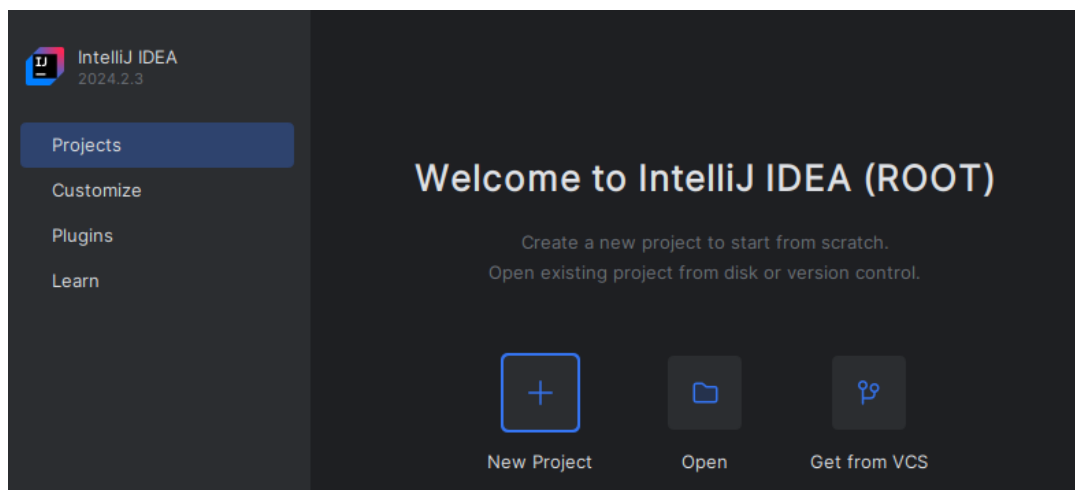 IJ
IntelliJ IDEA
2024.2.3
Projects
Customize
Plugins
Learn
Welcome to IntelliJ IDEA (ROOT)
Create a new project to start from scratch.
Open existing project from disk or version control.
New Project
Open
Get from VCS